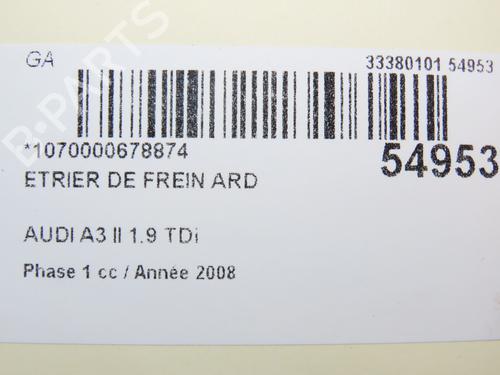 GA
33380101 54953
*1070000678874
54953
ETRIER DE FREIN ARD
AUDI A3 II 1.9 TDi
Phase 1 cc / Année 2008
B-PARTS